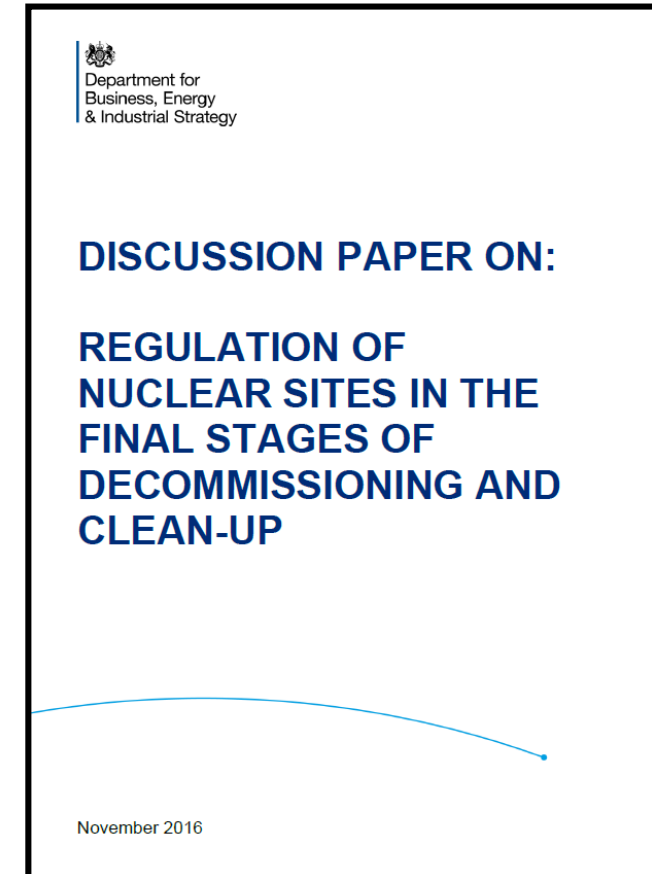 Department for
Business, Energy
& Industrial Strategy
DISCUSSION PAPER ON:
REGULATION OF
NUCLEAR SITES IN THE
FINAL STAGES OF
DECOMMISSIONING AND
CLEAN-UP
November 2016